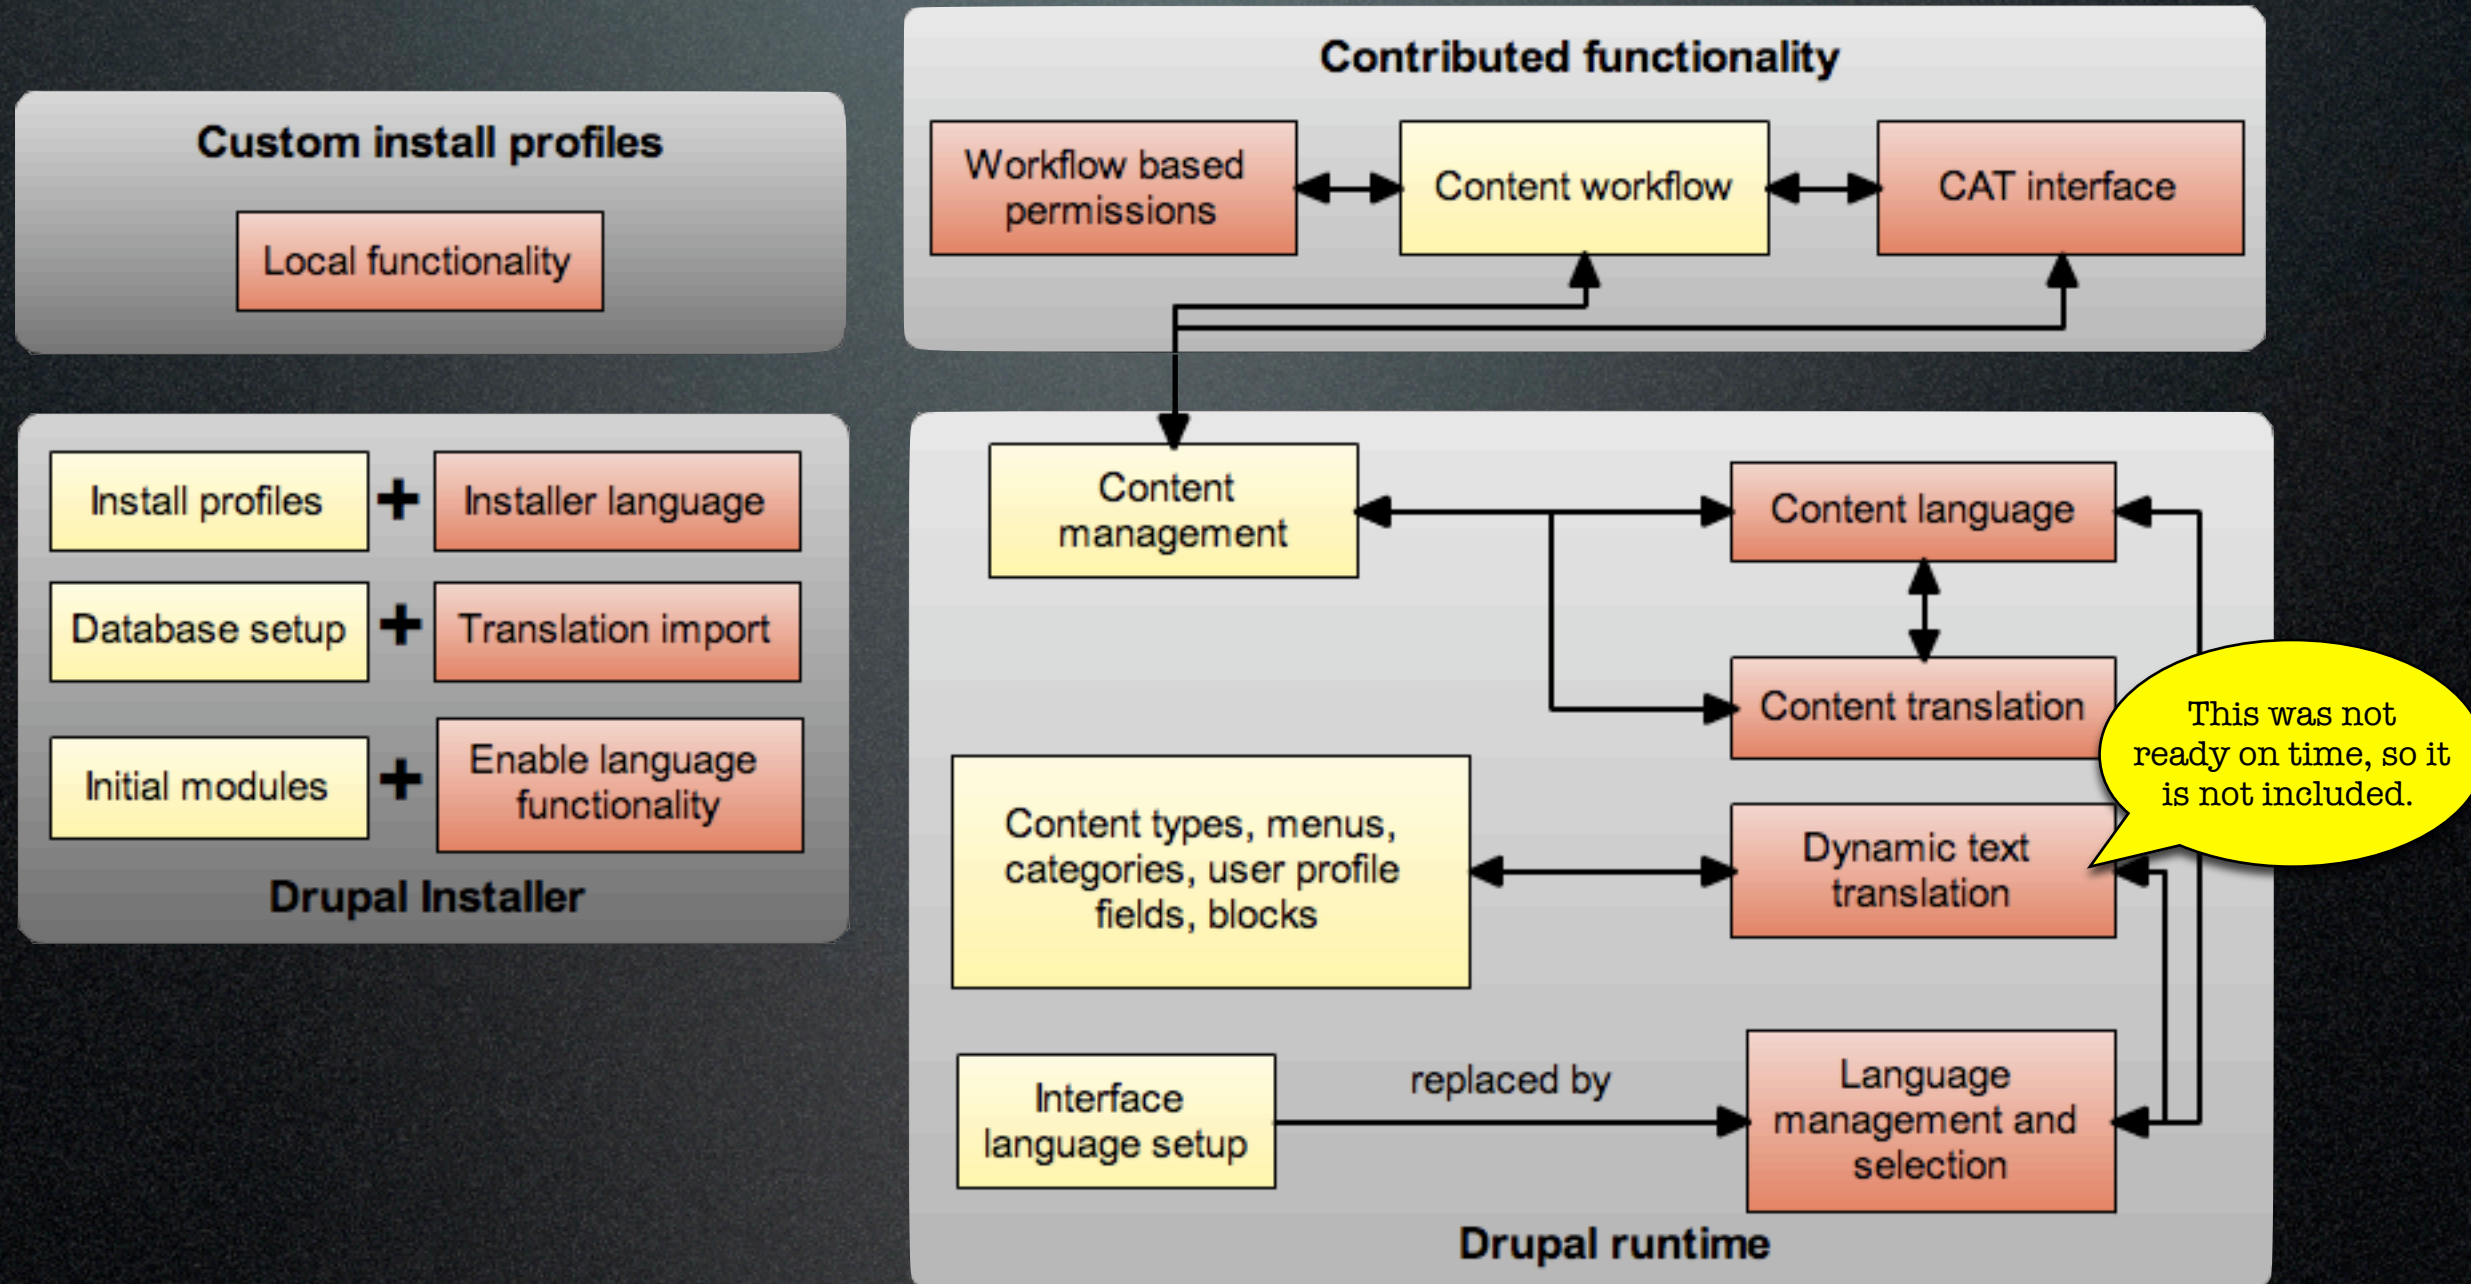 Custom install profiles
Local functionality
Contributed functionality
Workflow based
permissions
Content workflow
CAT interface
Install profiles
+
Installer language
Database setup
+
Translation import
Initial modules
+
Enable language
functionality
Drupal Installer
Content
management
Content language
Content translation
This was not
ready on time, so it
is not included.
Content types, menus,
categories, user profile
fields, blocks
Dynamic text
translation
Interface
language setup
replaced by
Language
management and
selection
Drupal runtime